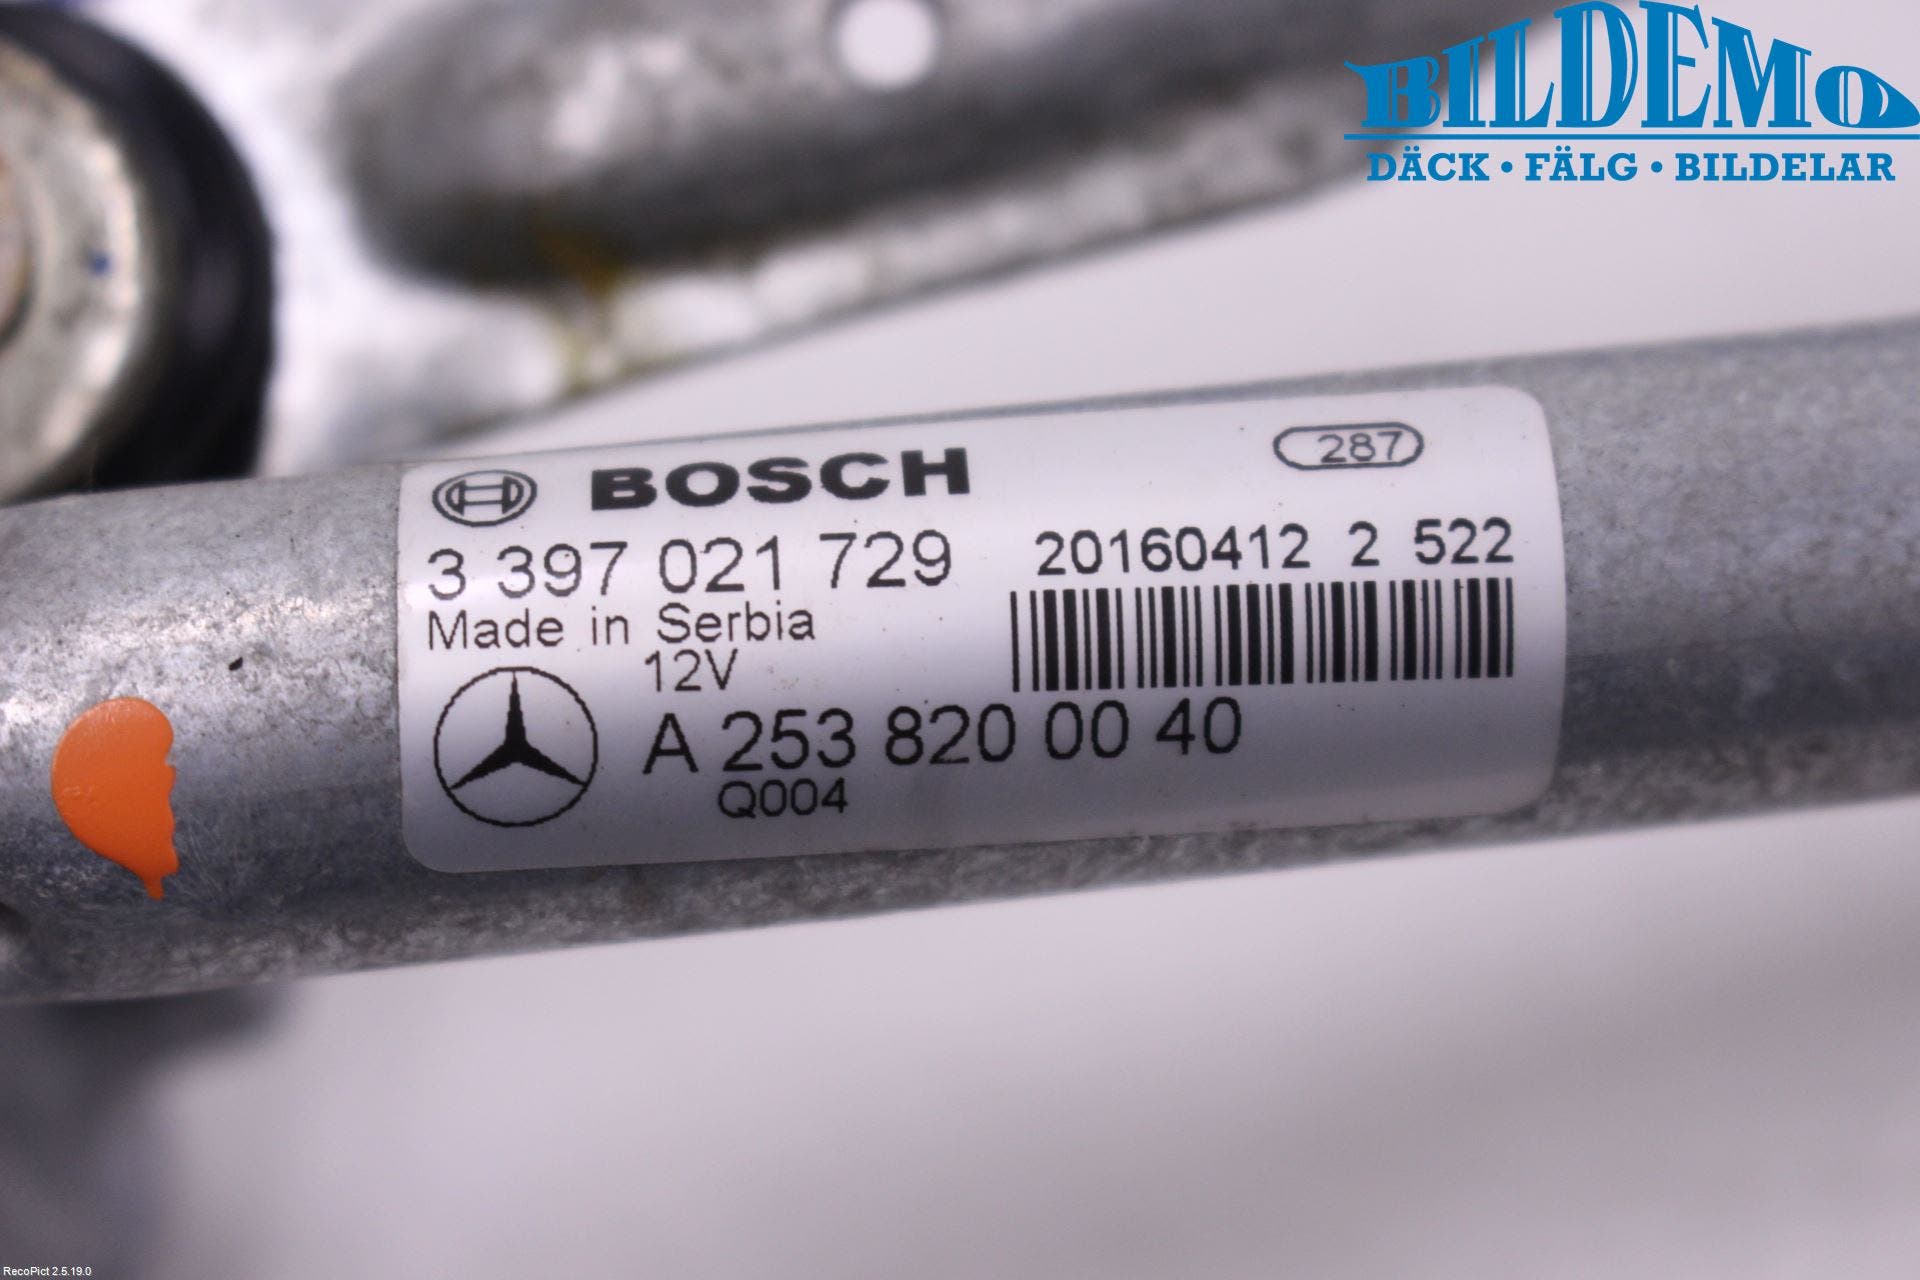 BILDEMO
DÄCK • FÄLG • BILDELAR
BOSCH
287
3 397 021 729
20160412 2 522
Made in Serbia
12V
A 253 820 00 40
Q004
RecoPict 2.5.19.0